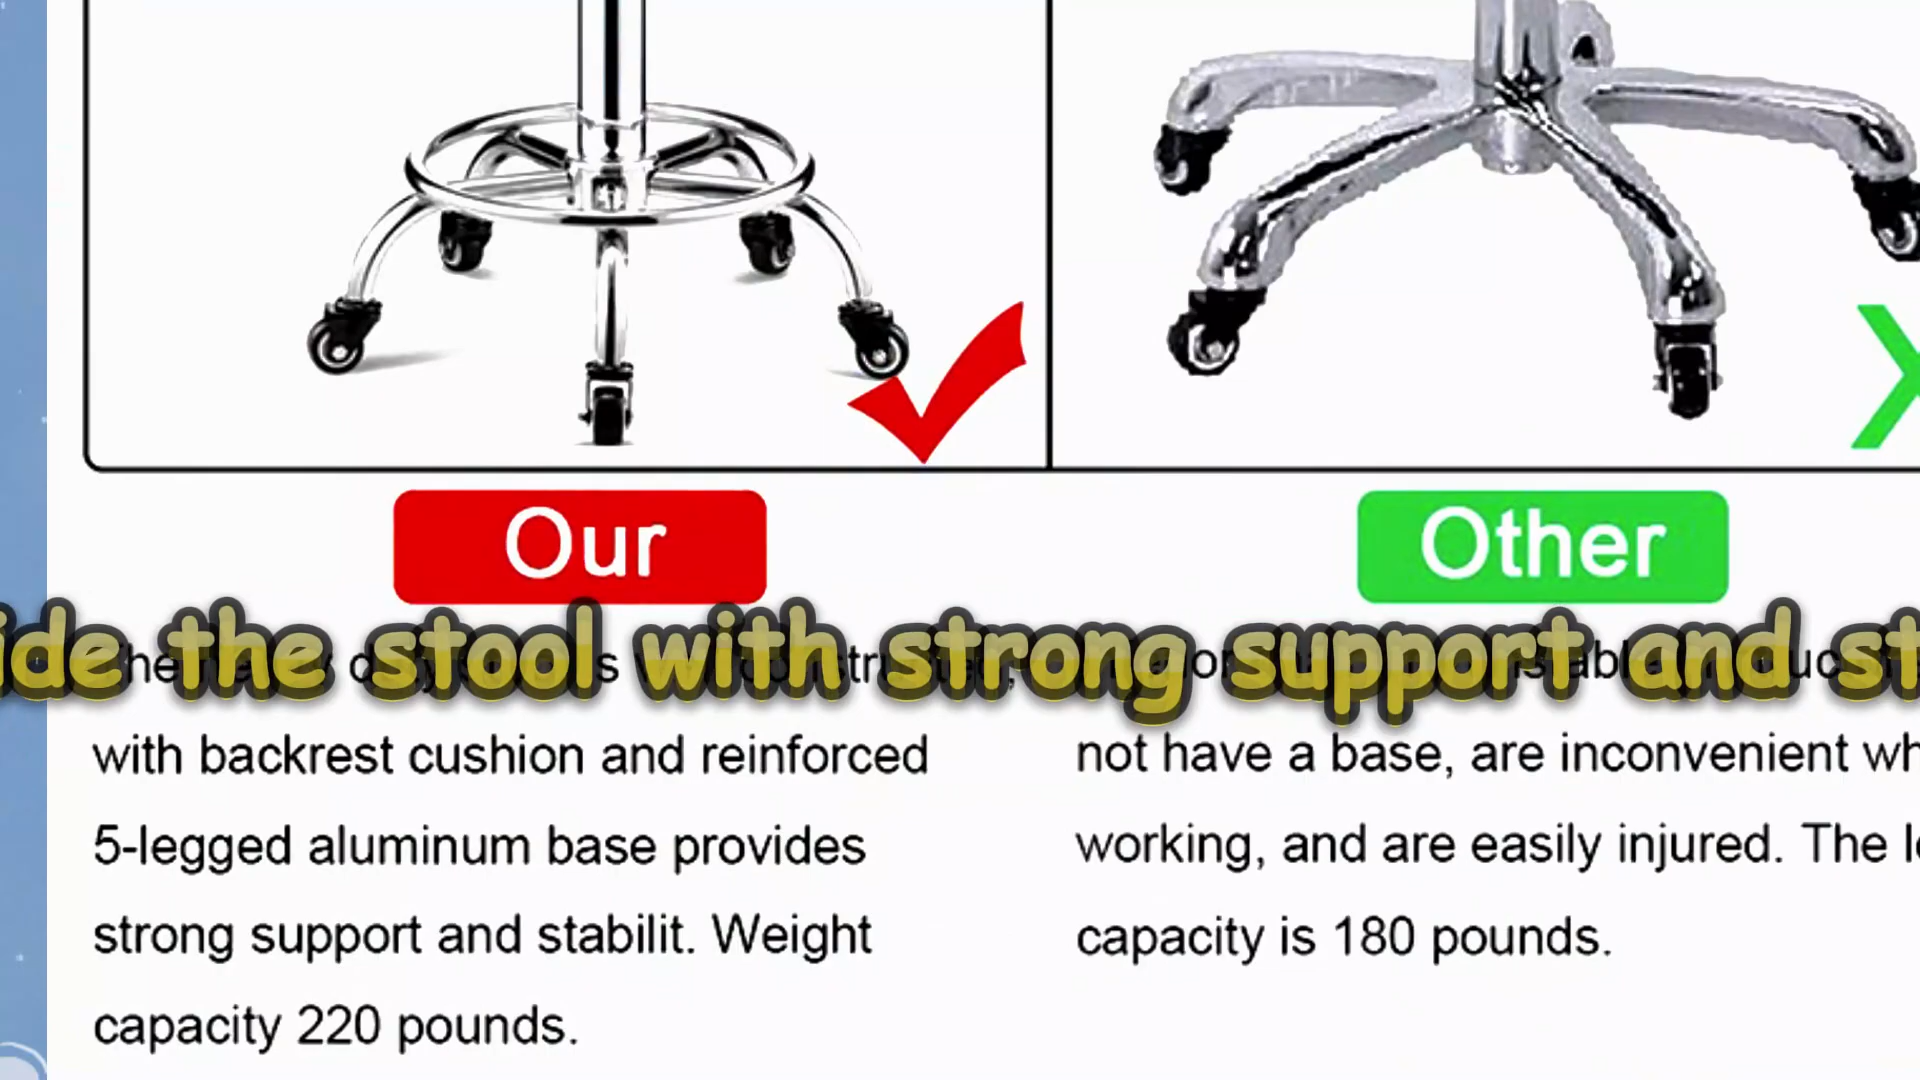 Our
Other
ide the stool with strong support and st
with backrest cushion and reinforced
5-legged aluminum base provides
strong support and stabilit. Weight
capacity 220 pounds.
not have a base, are inconvenient wh
working, and are easily injured. The l
capacity is 180 pounds.